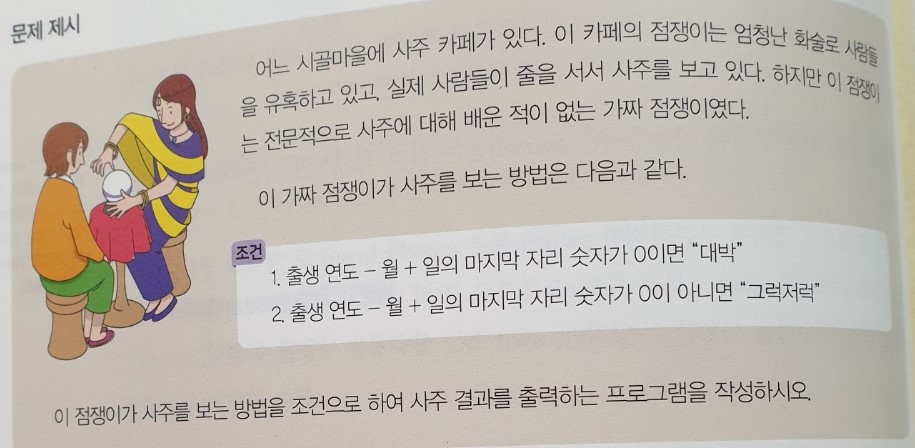 문제 제시
어느 시골마을에 사주 카페가 있다. 이 카페의 점쟁이는 엄청난 화술로 사람들
을 유혹하고 있고, 실제 사람들이 줄을 서서 사주를 보고 있다. 하지만 이 점쟁이
는 전문적으로 사주에 대해 배운 적이 없는 가짜 점쟁이였다.
이 가짜 점쟁이가 사주를 보는 방법은 다음과 같다.
조건
1. 출생 연도 – 월 + 일의 마지막 자리 숫자가 0이면 “대박”
2. 출생 연도 – 월 + 일의 마지막 자리 숫자가 0이 아니면 “그럭저럭”
이 점쟁이가 사주를 보는 방법을 조건으로 하여 사주 결과를 출력하는 프로그램을 작성하시오.